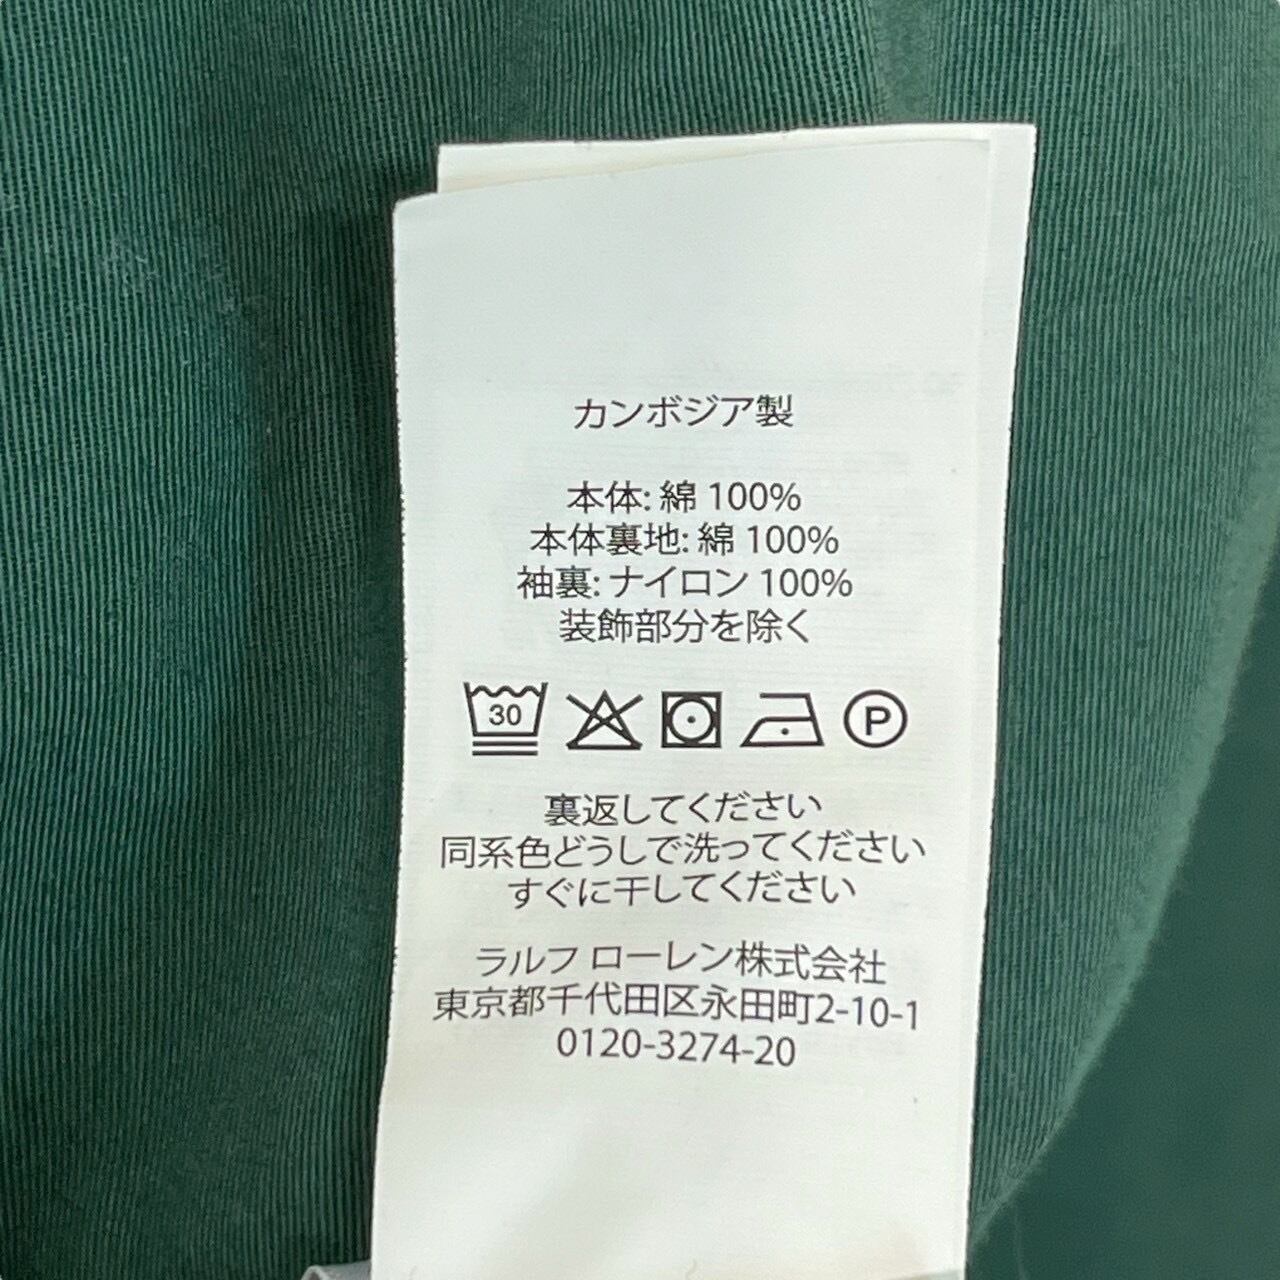 カンボジア製
本体: 綿 100%
本体裏地: 綿 100%
袖裏: ナイロン 100%
装飾部分を除く
30
P
裏返してください
同系色どうしで洗ってください
すぐに干してください
ラルフ ローレン株式会社
東京都千代田区永田町2-10-1
0120-3274-20